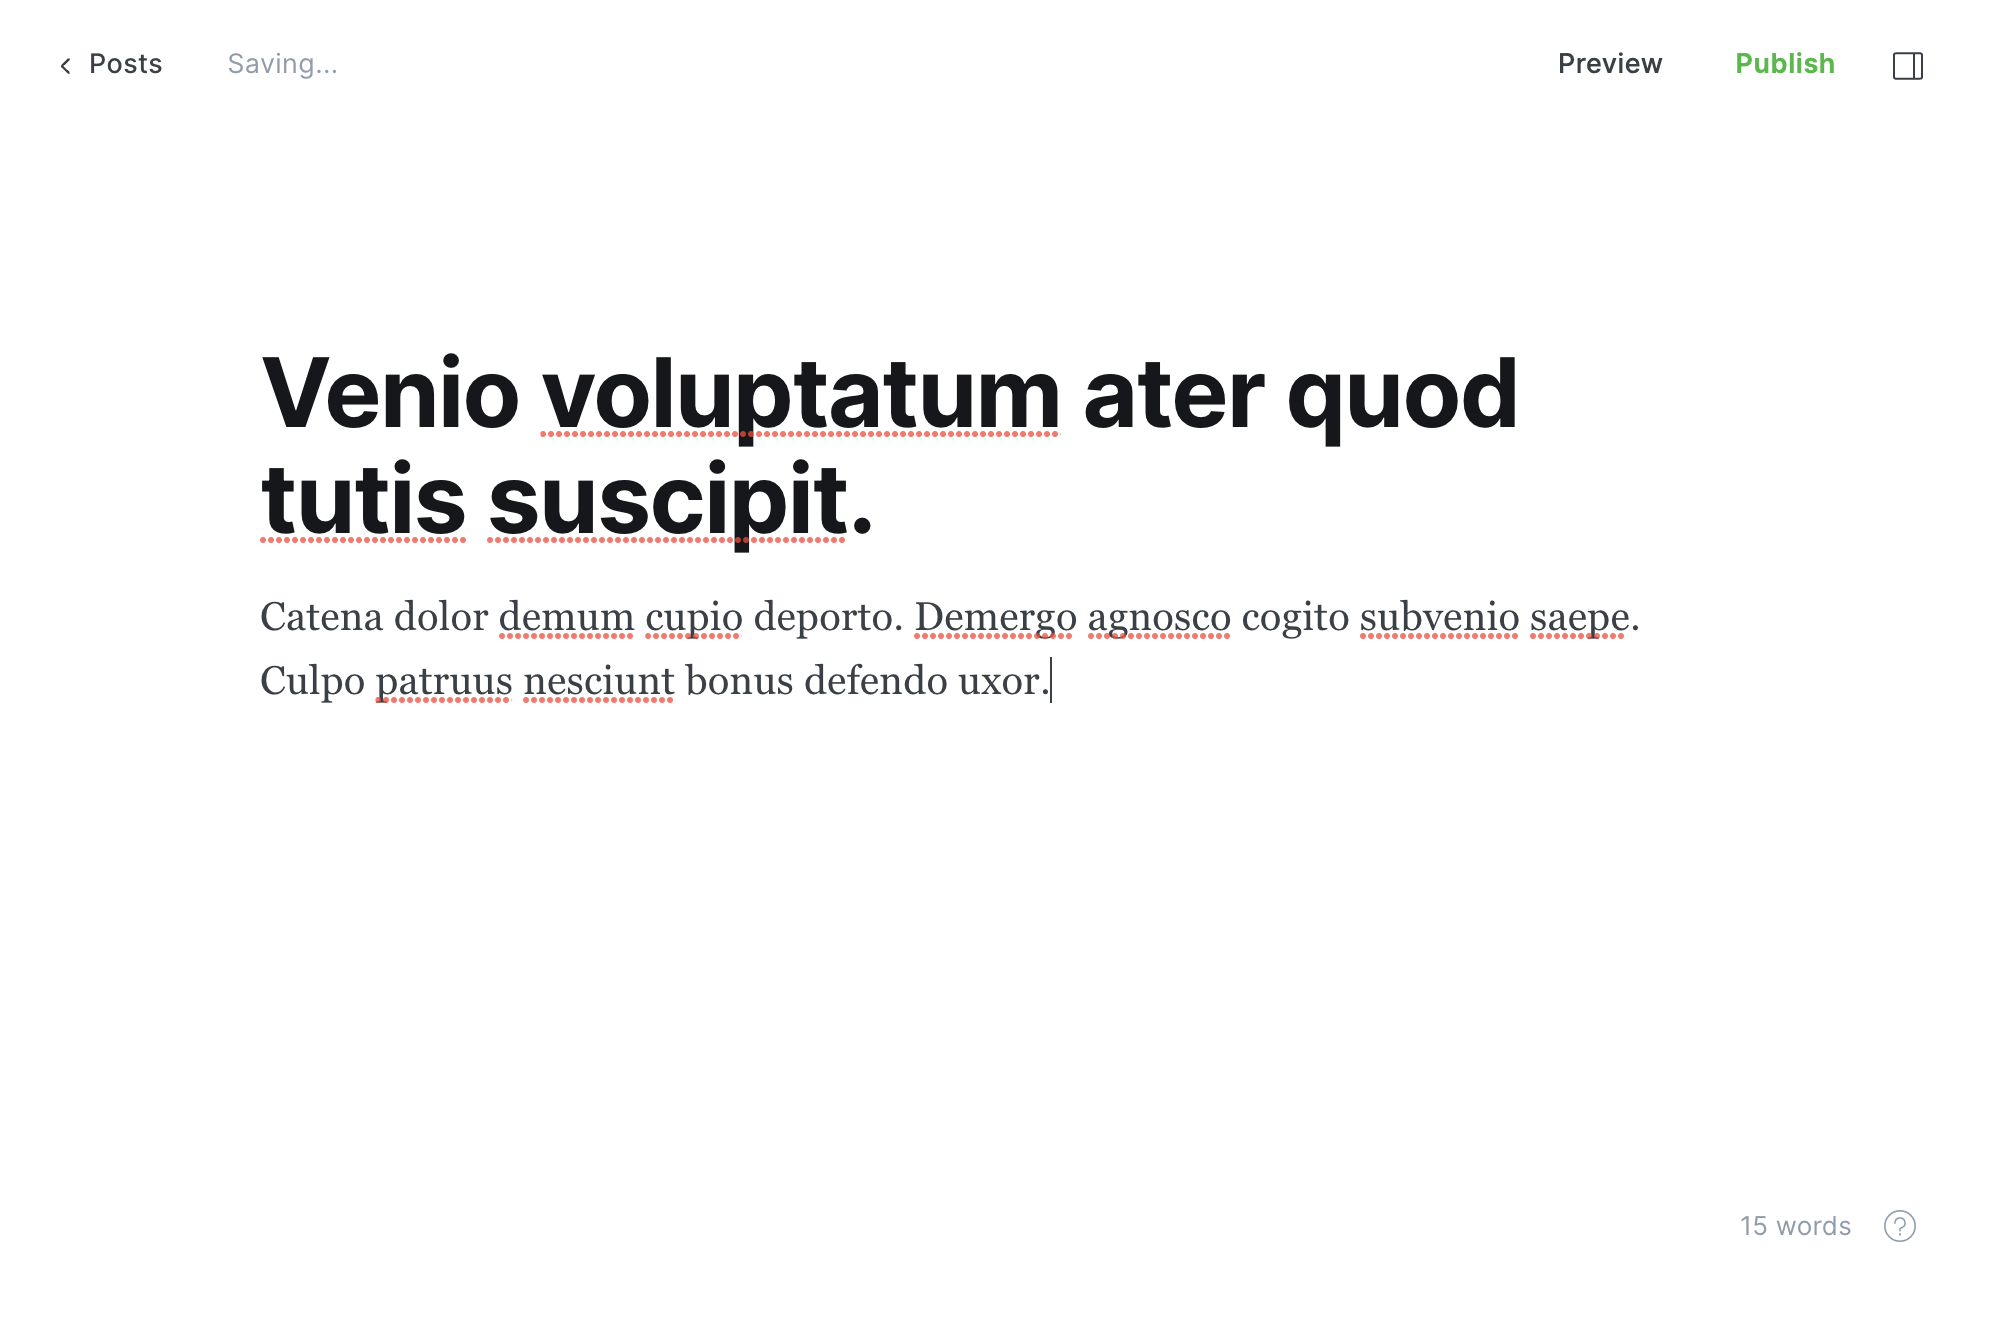 Posts
Saving...
Preview
Publish
Venio voluptatum ater quod
tutis suscipit.
Catena dolor demum cupio deporto. Demergo agnosco cogito subvenio saepe.
Culpo patruus nesciunt bonus defendo uxor.
15 words
?